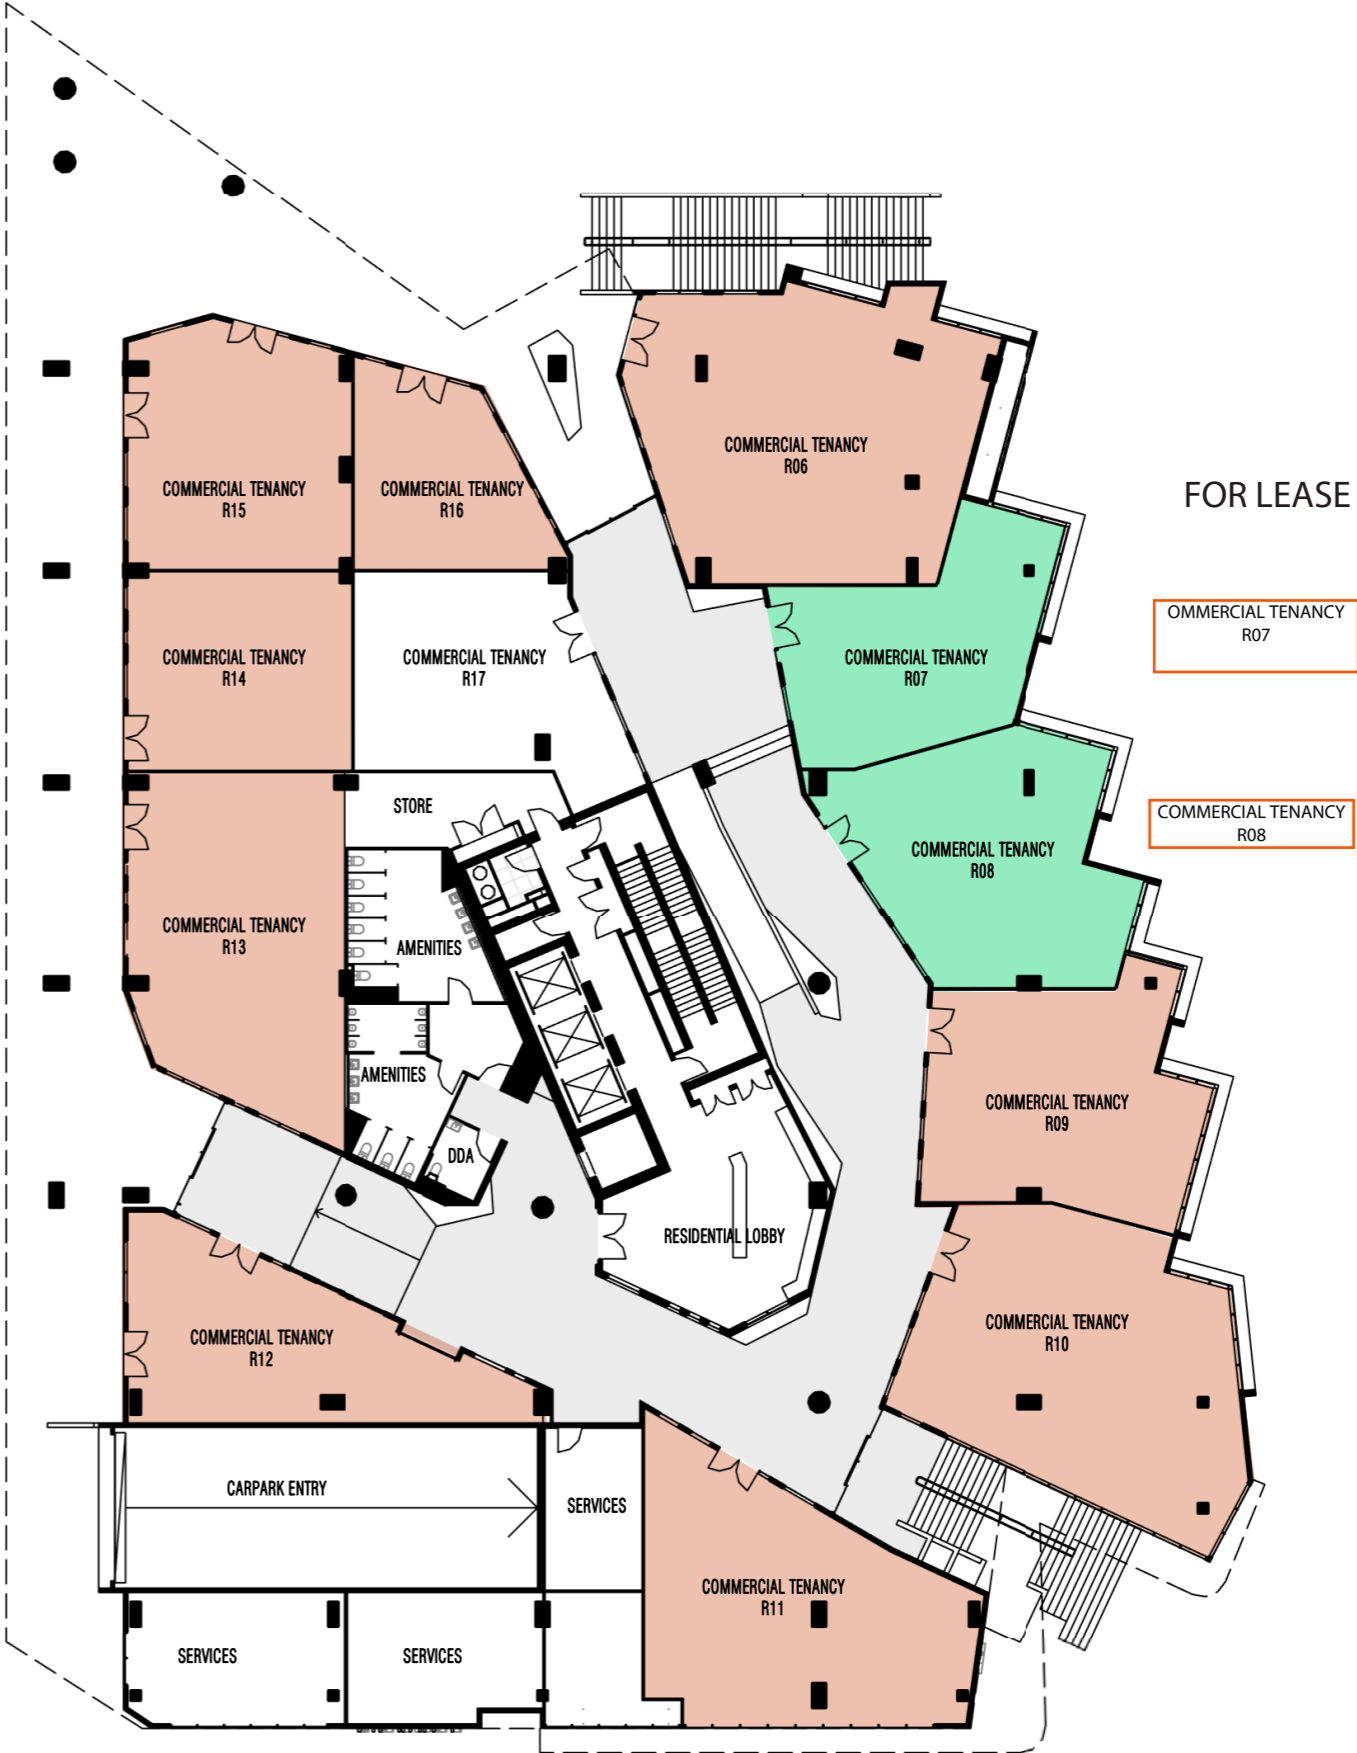 COMMERCIAL TENANCY
R06
COMMERCIAL TENANCY
R15
COMMERCIAL TENANCY
R16
FOR LEASE
OMMERCIAL TENANCY
R07
COMMERCIAL TENANCY
R14
COMMERCIAL TENANCY
R17
COMMERCIAL TENANCY
R07
STORE
COMMERCIAL TENANCY
R08
COMMERCIAL TENANCY
R08
COMMERCIAL TENANCY
R13
AMENITIES
AMENITIES
COMMERCIAL TENANCY
R09
DDA
RESIDENTIAL LOBBY
COMMERCIAL TENANCY
R12
COMMERCIAL TENANCY
R10
CARPARK ENTRY
SERVICES
COMMERCIAL TENANCY
R11
SERVICES
SERVICES